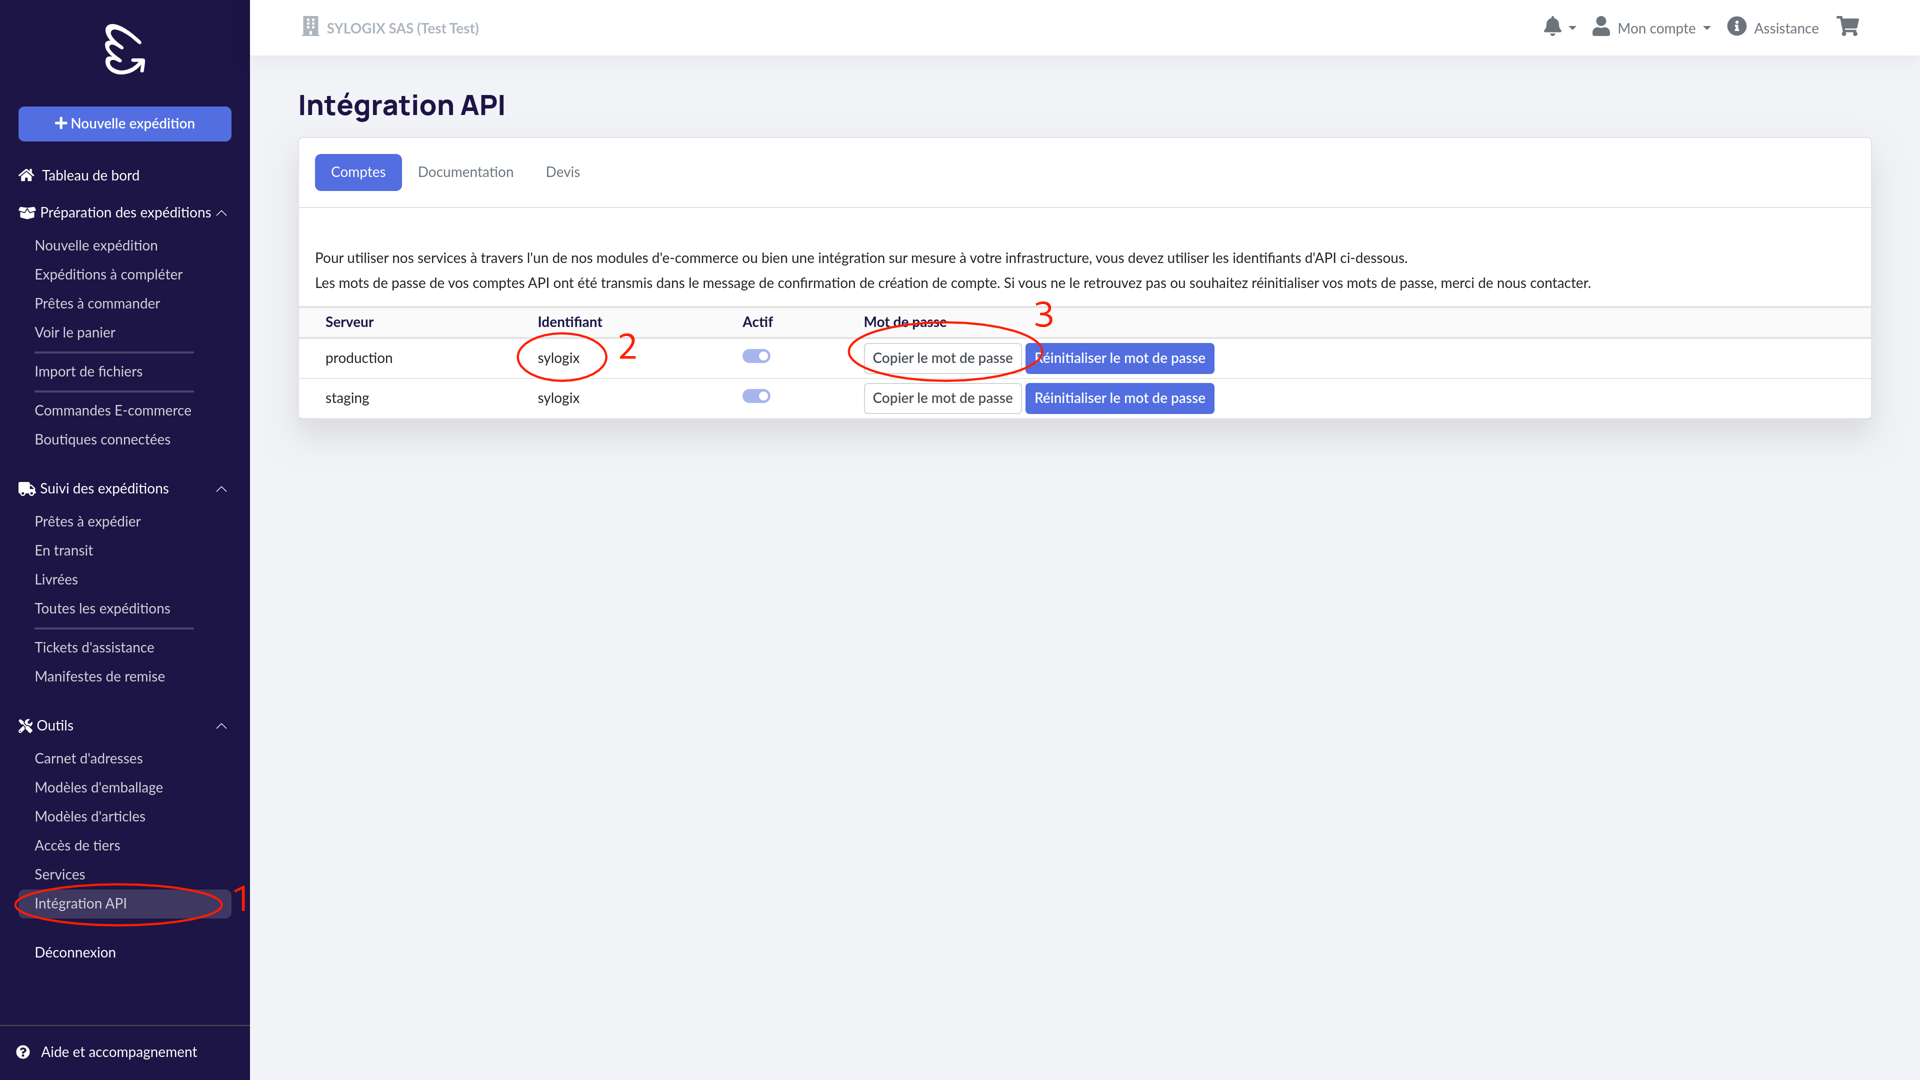 SYLOGIX SAS (Test Test)
Mon compte
Assistance
Nouvelle expédition
Tableau de bord
Préparation des expéditions
Nouvelle expédition
Expéditions à compléter
Prêtes à commander
Voir le panier
Import de fichiers
Commandes E-commerce
Boutiques connectées
Suivi des expéditions
Prêtes à expédier
En transit
Livrées
Toutes les expéditions
Tickets d'assistance
Manifestes de remise
Outils
Carnet d'adresses
Modèles d'emballage
Modèles d'articles
Accès de tiers
Services
Intégration API 1
Déconnexion
Aide et accompagnement
Intégration API
Comptes Documentation Devis
Pour utiliser nos services à travers l'un de nos modules d'e-commerce ou bien une intégration sur mesure à votre infrastructure, vous devez utiliser les identifiants d'API ci-dessous.
Les mots de passe de vos comptes API ont été transmis dans le message de confirmation de création de compte. Si vous ne le retrouvez pas ou souhaitez réinitialiser vos mots de passe, merci de nous contacter.
Serveur Identifiant Actif Mot de passe 3
production sylogix 2 Copier le mot de passe Réinitialiser le mot de passe
staging sylogix Copier le mot de passe Réinitialiser le mot de passe